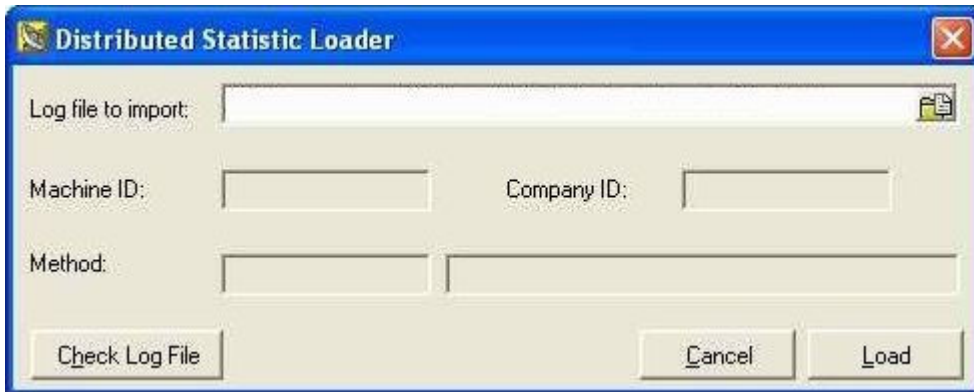 Distributed Statistic Loader
Log file to import:
Machine ID:
Company ID:
Method:
Check Log File
Cancel
Load